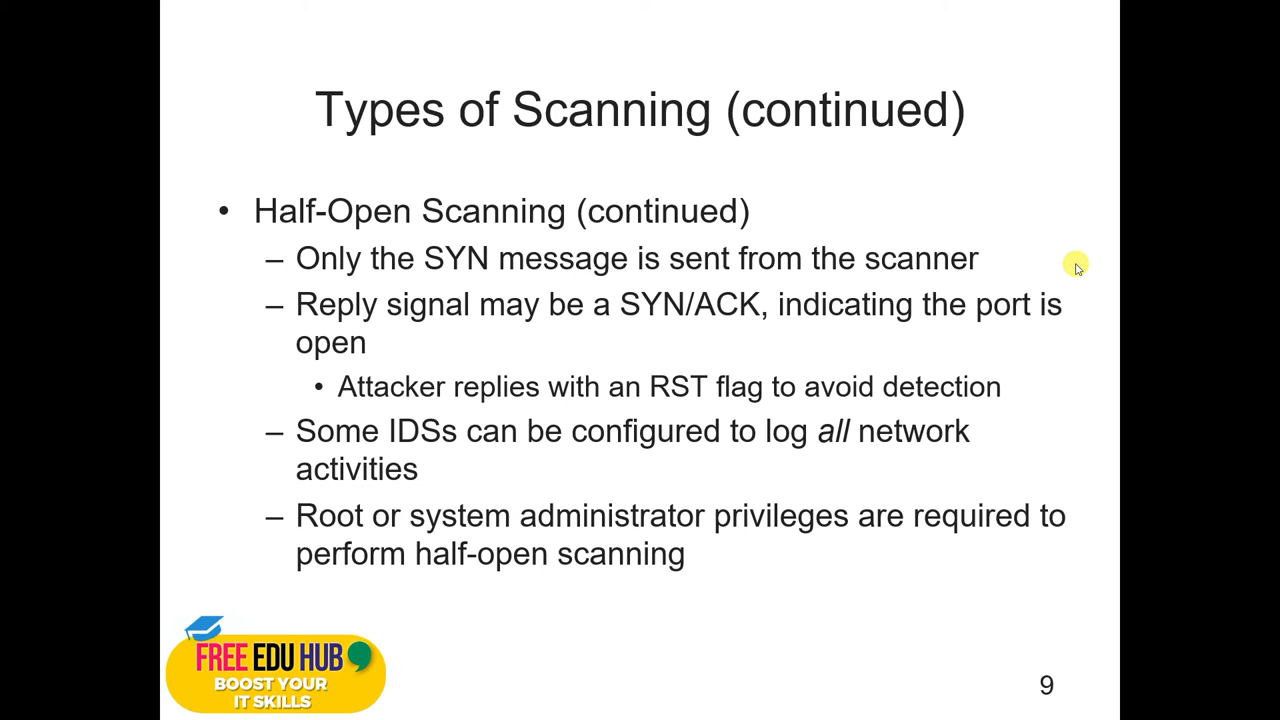 Types of Scanning (continued)
• Half-Open Scanning (continued)
– Only the SYN message is sent from the scanner
– Reply signal may be a SYN/ACK, indicating the port is
open
• Attacker replies with an RST flag to avoid detection
– Some IDSs can be configured to log all network
activities
– Root or system administrator privileges are required to
perform half-open scanning
FREE EDU HUB
BOOST YOUR
IT SKILLS
9